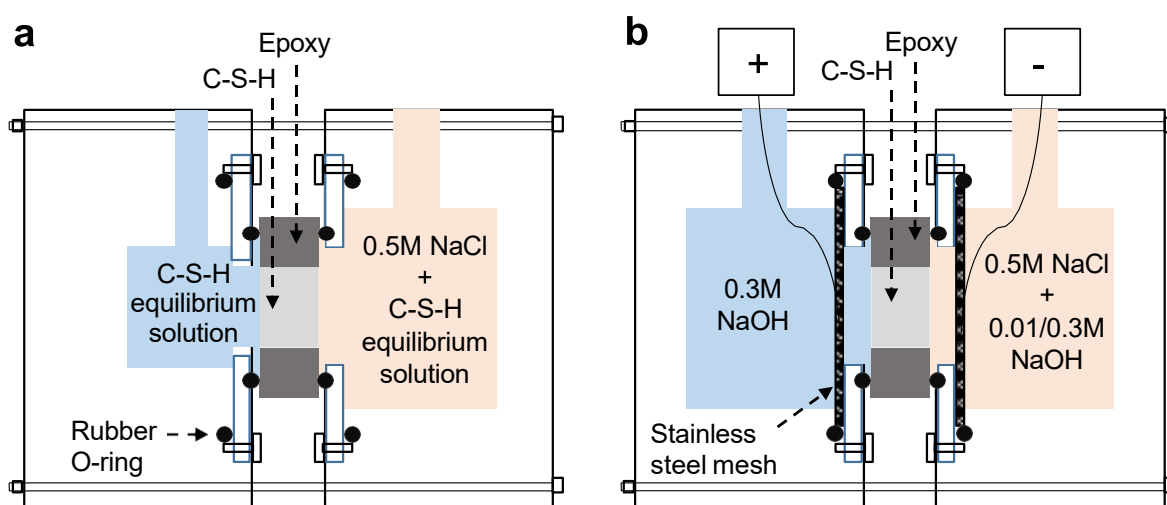 a
Epoxy
C-S-H
C-S-H
equilibrium
solution
0.5M NaCl
+
C-S-H
equilibrium
solution
Rubber
O-ring
b
+
-
Epoxy
C-S-H
0.3M
NaOH
0.5M NaCl
+
0.01/0.3M
NaOH
Stainless
steel mesh